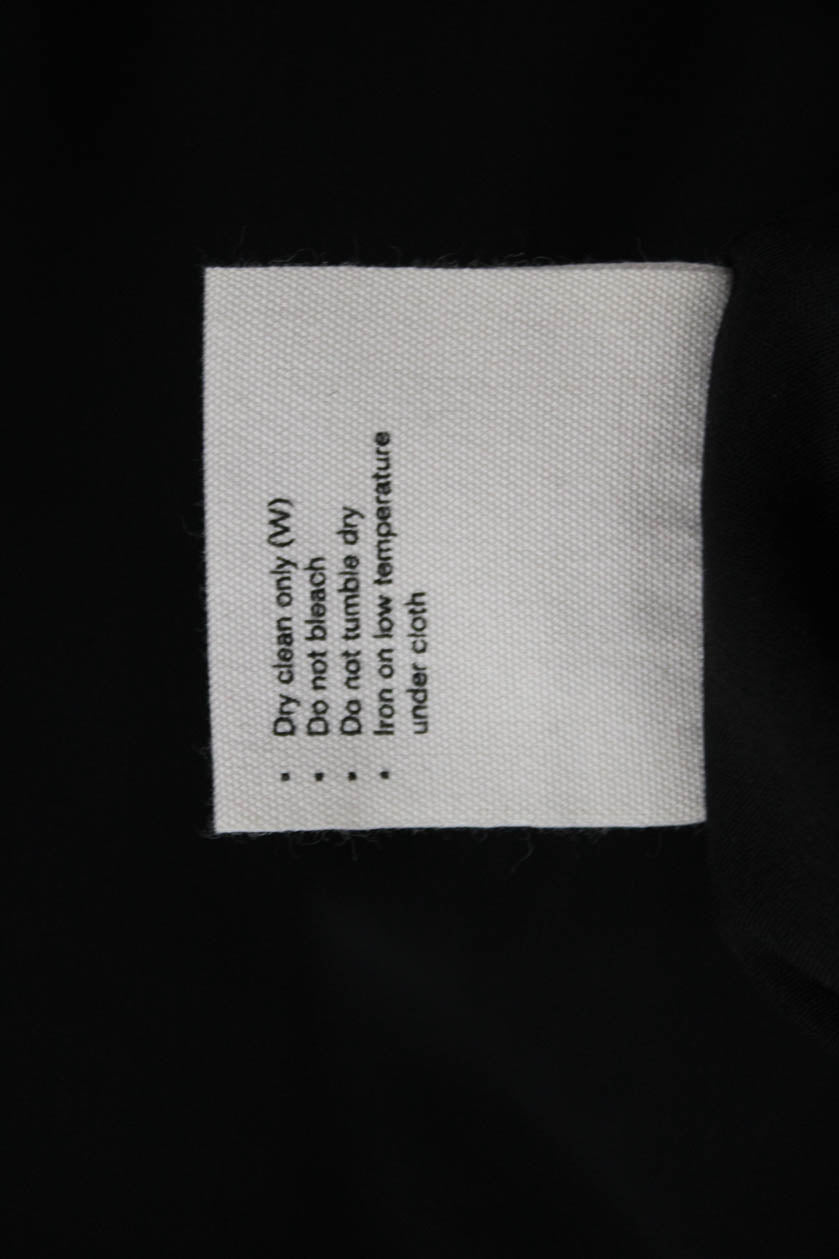 • Dry clean only (W)
• Do not bleach
• Do not tumble dry
• Iron on low temperature
under cloth